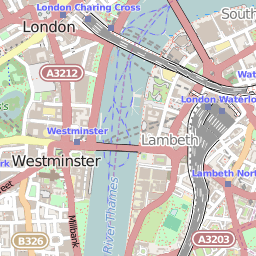 London Charing Cross
London
South
A3212
Wat
London Waterlo
Westminster
Lambeth
Westminster
Lambeth Nort
River Thames
Millbank
B326
A3203